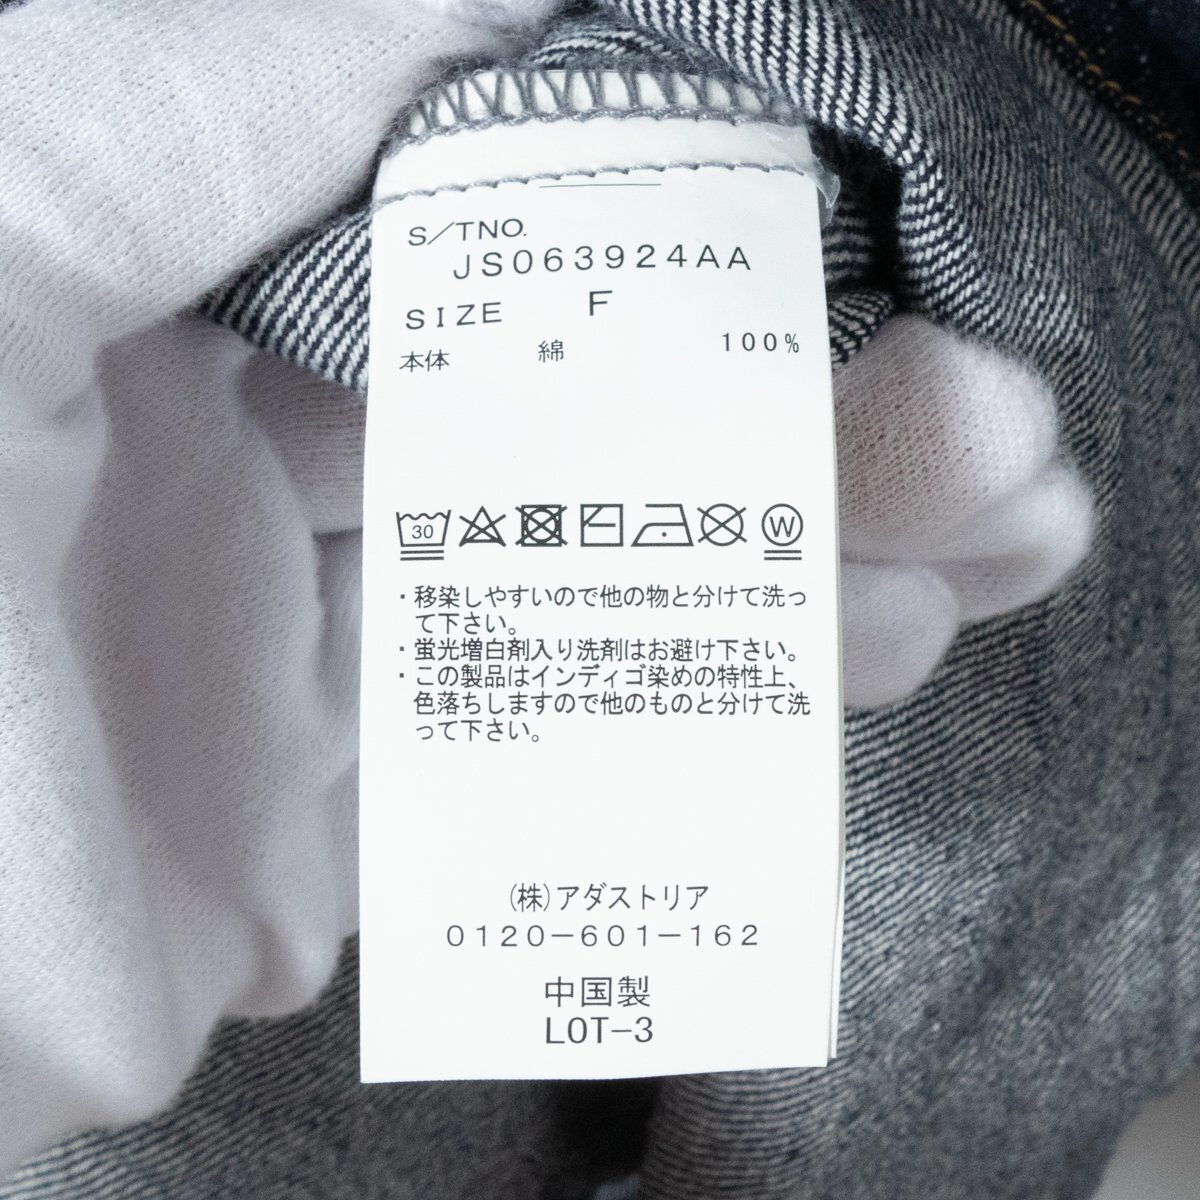 S/TNO.
JS063924AA
SIZE F
本体 綿 100%
30 W
・移染しやすいので他の物と分けて洗っ
て下さい。
・蛍光増白剤入り洗剤はお避け下さい。
・この製品はインディゴ染めの特性上、
色落ちしますので他のものと分けて洗
って下さい。
(株)アダストリア
0120-601-162
中国製
LOT-3